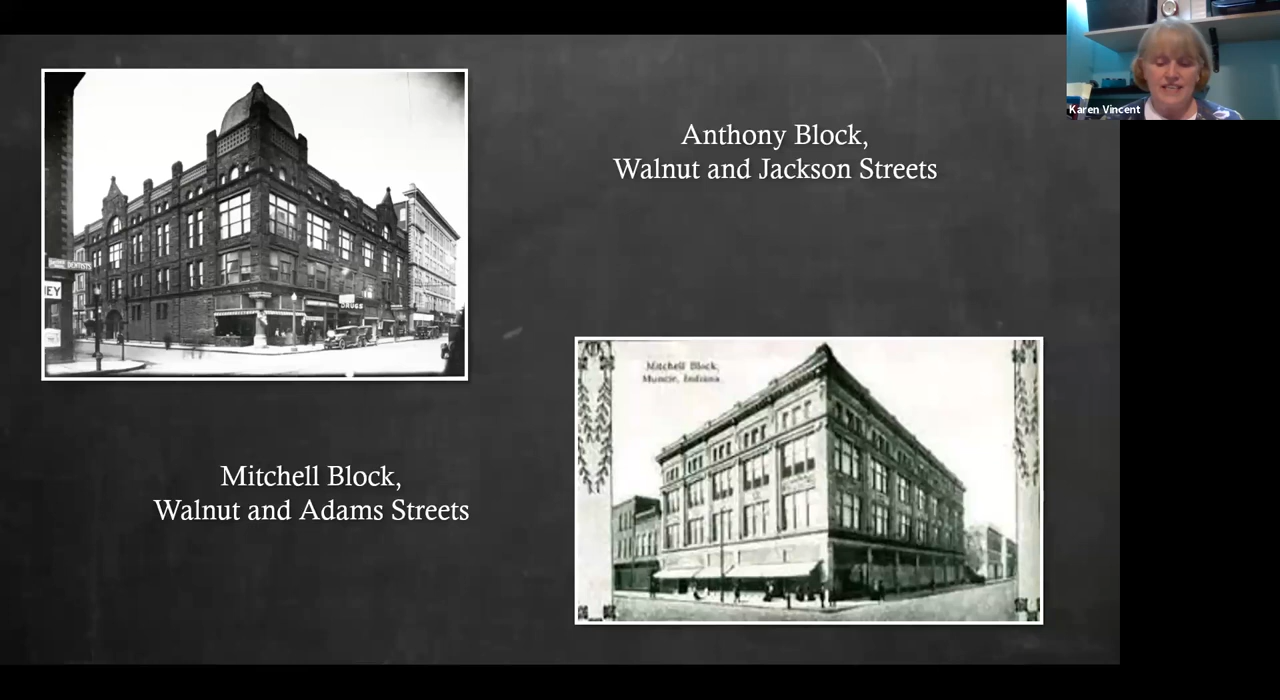 Karen Vincent
Anthony Block,
Walnut and Jackson Streets
DENTISTS
DRUGS
Mitchell Block,
Muncie, Indiana
Mitchell Block,
Walnut and Adams Streets